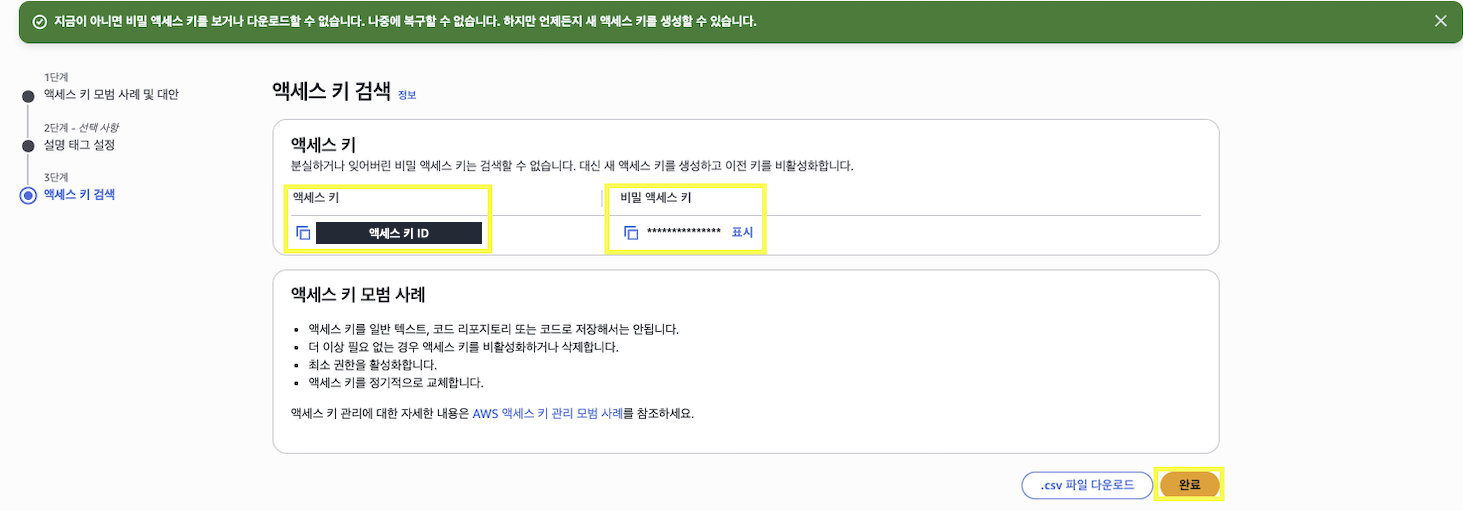 지금이 아니면 비밀 액세스 키를 보거나 다운로드할 수 없습니다. 나중에 복구할 수 없습니다. 하지만 언제든지 새 액세스 키를 생성할 수 있습니다.
1단계
액세스 키 모범 사례 및 대안
2단계 - 선택 사항
설명 태그 설정
3단계
액세스 키 검색
액세스 키 검색 정보
액세스 키
분실하거나 잊어버린 비밀 액세스 키는 검색할 수 없습니다. 대신 새 액세스 키를 생성하고 이전 키를 비활성화합니다.
액세스 키 비밀 액세스 키
액세스 키 ID *************** 표시
액세스 키 모범 사례
• 액세스 키를 일반 텍스트, 코드 리포지토리 또는 코드로 저장해서는 안됩니다.
• 더 이상 필요 없는 경우 액세스 키를 비활성화하거나 삭제합니다.
• 최소 권한을 활성화합니다.
• 액세스 키를 정기적으로 교체합니다.
액세스 키 관리에 대한 자세한 내용은 AWS 액세스 키 관리 모범 사례를 참조하세요.
.csv 파일 다운로드 완료